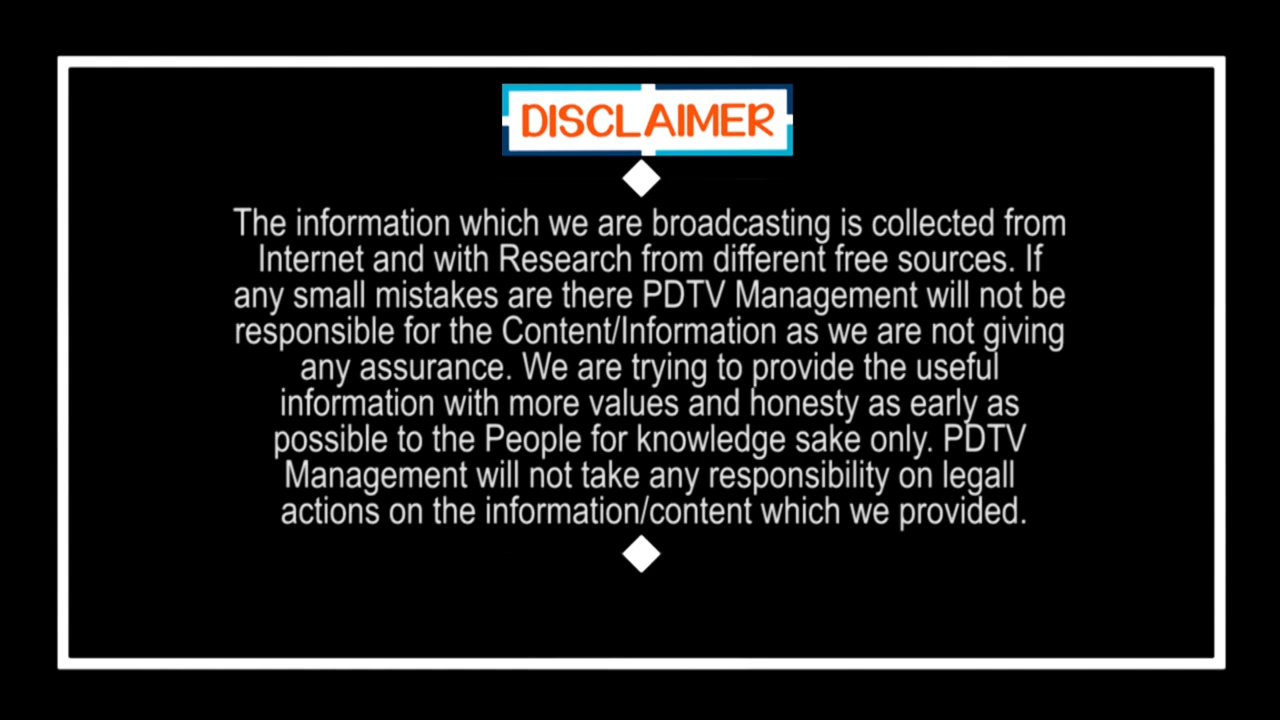 DISCLAIMER
The information which we are broadcasting is collected from
Internet and with Research from different free sources. If
any small mistakes are there PDTV Management will not be
responsible for the Content/Information as we are not giving
any assurance. We are trying to provide the useful
information with more values and honesty as early as
possible to the People for knowledge sake only. PDTV
Management will not take any responsibility on legall
actions on the information/content which we provided.